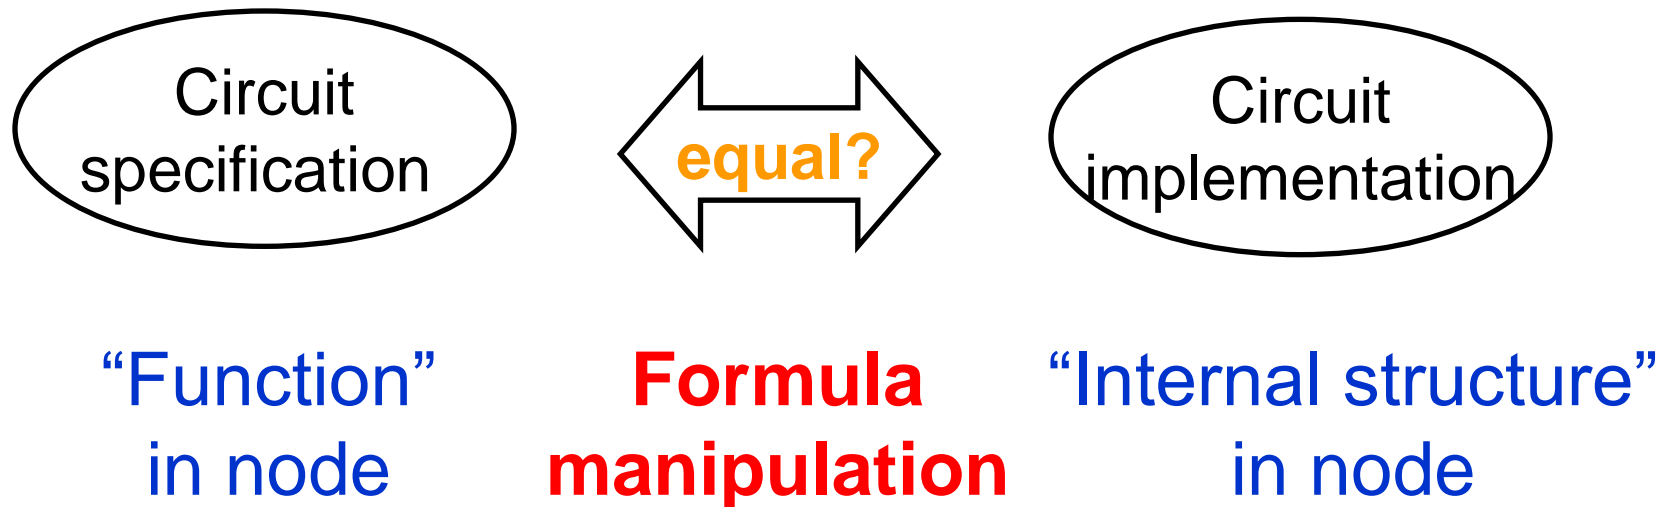 Circuit
specification
equal?
Circuit
implementation
“Function”
in node
Formula
manipulation
“Internal structure”
in node